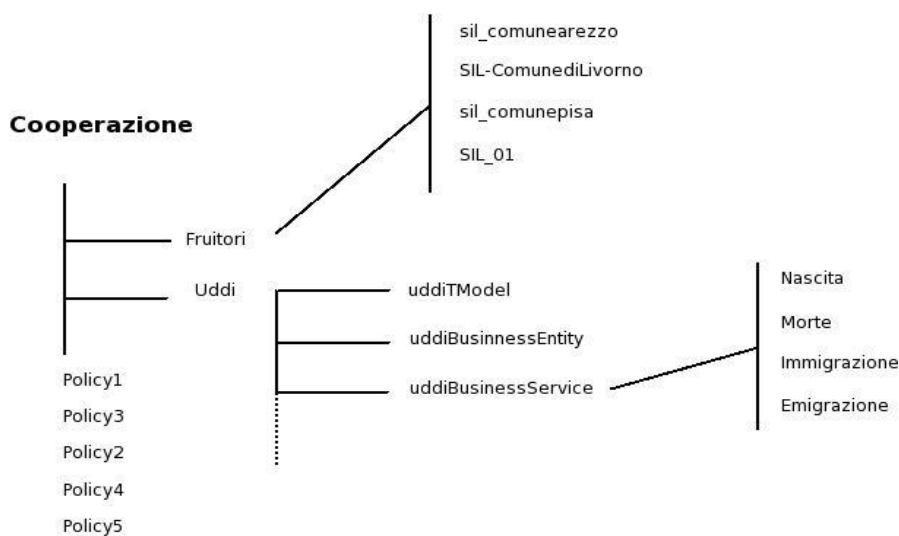 Cooperazione
Fruitori
sil_comunearezzo
SIL-ComunediLivorno
sil_comunepisa
SIL_01
Uddi
uddiTModel
uddiBusinnessEntity
uddiBusinessService
Nascita
Morte
Immigrazione
Emigrazione
Policy1
Policy3
Policy2
Policy4
Policy5